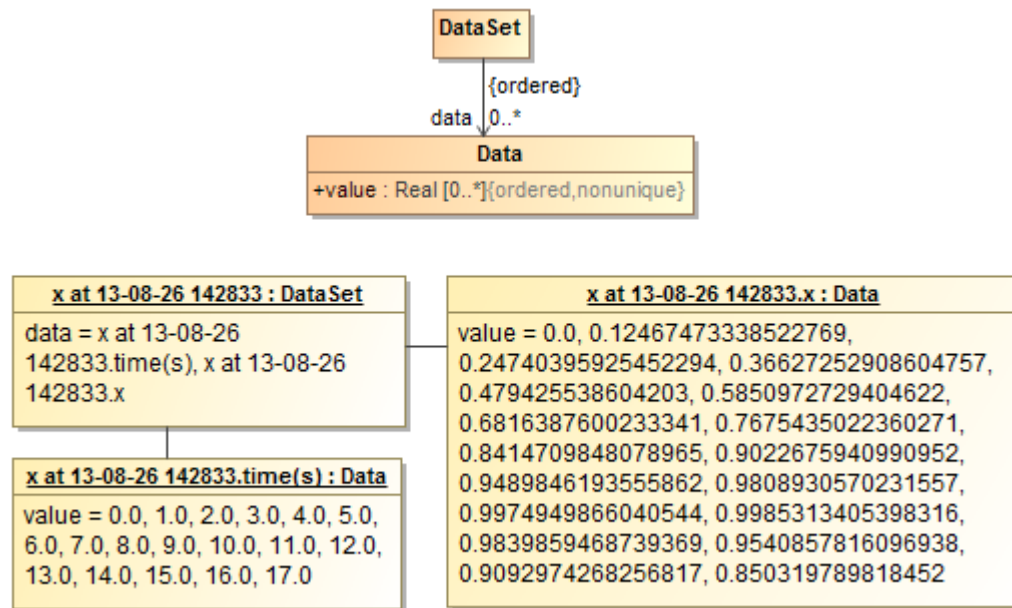 DataSet
{ordered}
data 0..*
Data
+value : Real [0..*]{ordered,nonunique}
x at 13-08-26 142833 : DataSet
data = x at 13-08-26
142833.time(s), x at 13-08-26
142833.x
x at 13-08-26 142833.x : Data
value = 0.0, 0.12467473338522769,
0.24740395925452294, 0.36627252908604757,
0.479425538604203, 0.5850972729404622,
0.6816387600233341, 0.7675435022360271,
0.8414709848078965, 0.9022675940990952,
0.9489846193555862, 0.9808930570231557,
0.9974949866040544, 0.9985313405398316,
0.9839859468739369, 0.9540857816096938,
0.9092974268256817, 0.850319789818452
x at 13-08-26 142833.time(s) : Data
value = 0.0, 1.0, 2.0, 3.0, 4.0, 5.0,
6.0, 7.0, 8.0, 9.0, 10.0, 11.0, 12.0,
13.0, 14.0, 15.0, 16.0, 17.0